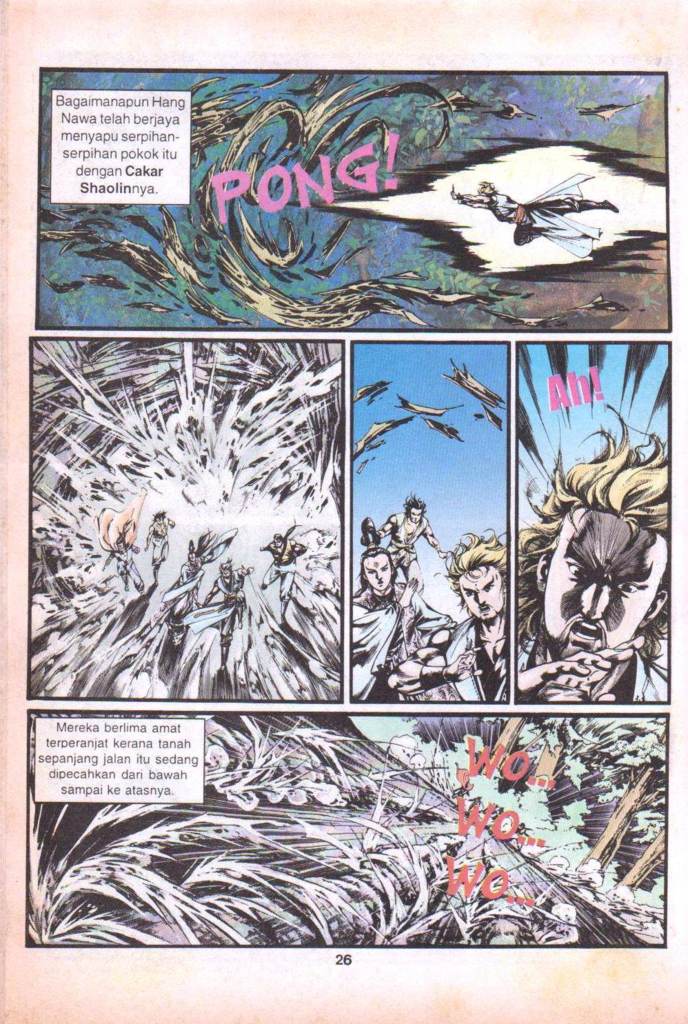 Bagaimanapun Hang
Nawa telah berjaya
menyapu serpihan-
serpihan pokok itu
dengan Cakar
Shaolinnya.
PONG!
Ah!
Mereka berlima amat
terperanjat kerana tanah
sepanjang jalan itu sedang
dipecahkan dari bawah
sampai ke atasnya.
WO...
WO...
WO...
26